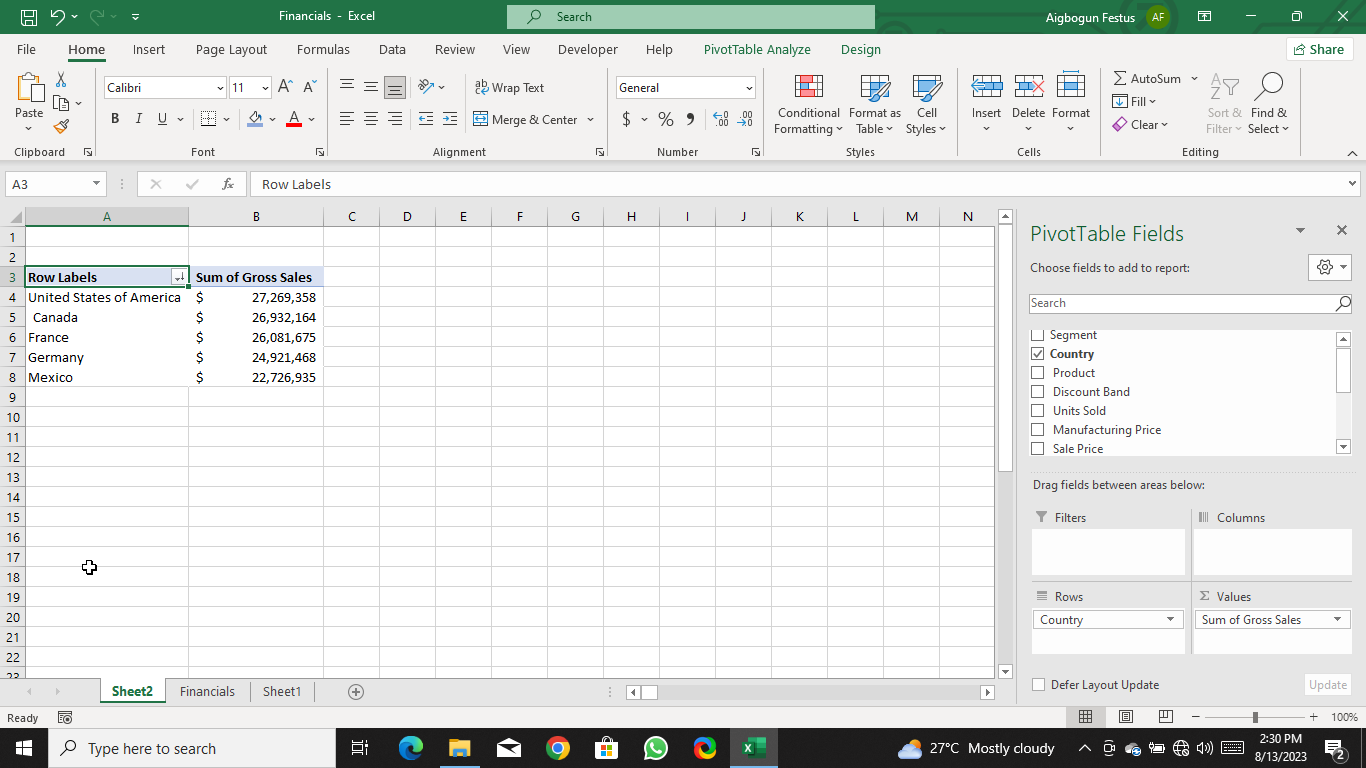 Financials - Excel
Search
Aigbogun Festus
AF
File Home Insert Page Layout Formulas Data Review View Developer Help PivotTable Analyze Design
Share
Paste
Clipboard
Calibri 11
B I U A
Font
Wrap Text
Merge & Center
Alignment
General
$ % ,
Number
Conditional Formatting
Format as Table
Cell Styles
Styles
Insert Delete Format
Cells
AutoSum
Fill
Clear
Sort & Filter
Find & Select
Editing
A3 fx Row Labels
A B C D E F G H I J K L M N
1
2
3 Row Labels Sum of Gross Sales
4 United States of America $ 27,269,358
5 Canada $ 26,932,164
6 France $ 26,081,675
7 Germany $ 24,921,468
8 Mexico $ 22,726,935
9
10
11
12
13
14
15
16
17
18
19
20
21
22
23
PivotTable Fields
Choose fields to add to report:
Search
Segment
Country
Product
Discount Band
Units Sold
Manufacturing Price
Sale Price
Drag fields between areas below:
Filters
Columns
Rows
Σ Values
Country
Sum of Gross Sales
Defer Layout Update
Update
Sheet2 Financials Sheet1
Ready
100%
Type here to search
27°C Mostly cloudy
2:30 PM
8/13/2023
2